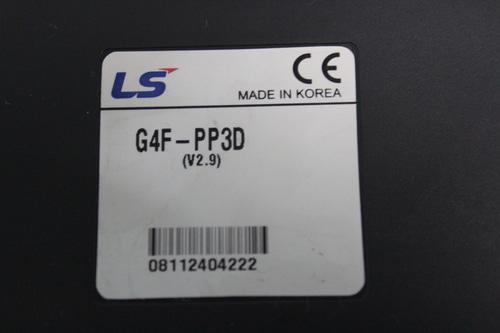 LS
CE
MADE IN KOREA
G4F-PP3D
(V2.9)
08112404222